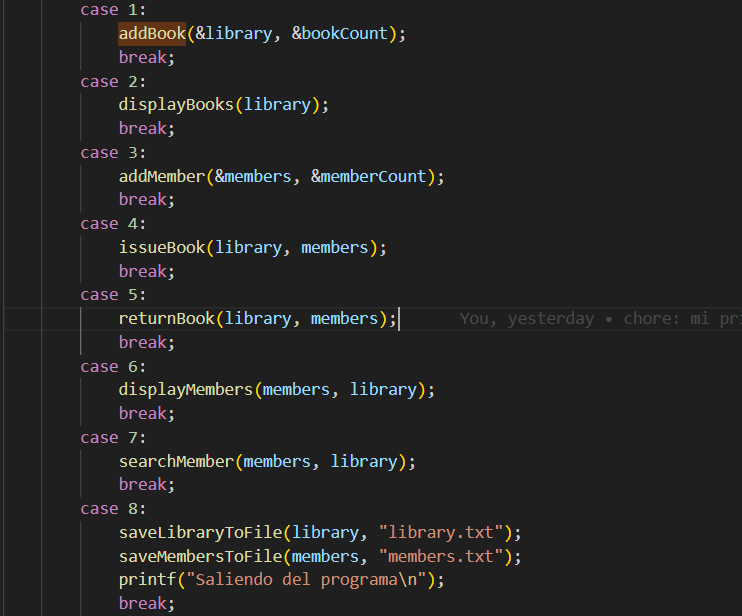 case 1:
addBook(&library, &bookCount);
break;
case 2:
displayBooks(library);
break;
case 3:
addMember(&members, &memberCount);
break;
case 4:
issueBook(library, members);
break;
case 5:
returnBook(library, members); You, yesterday • chore: mi
break;
case 6:
displayMembers(members, library);
break;
case 7:
searchMember(members, library);
break;
case 8:
saveLibraryToFile(library, "library.txt");
saveMembersToFile(members, "members.txt");
printf("Saliendo del programa\n");
break;